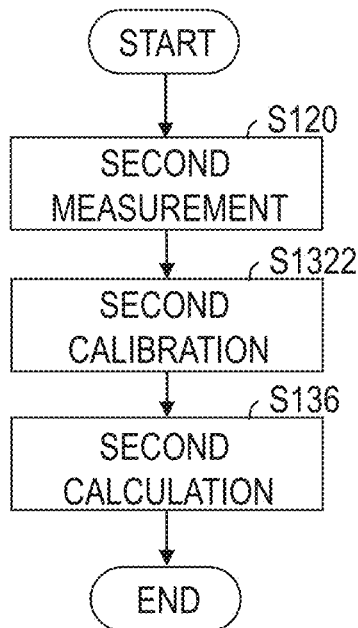 START
S120
SECOND
MEASUREMENT
S1322
SECOND
CALIBRATION
S136
SECOND
CALCULATION
END